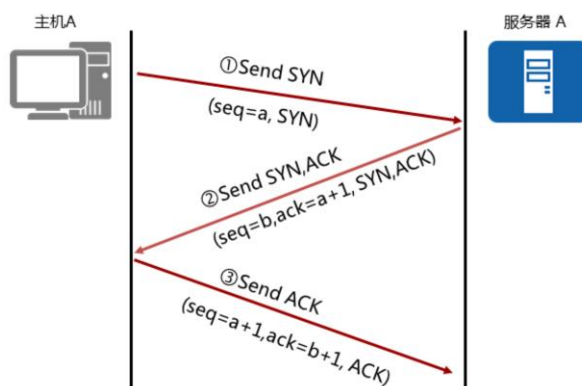 主机A
服务器 A
①Send SYN
(seq=a, SYN)
②Send SYN,ACK
(seq=b,ack=a+1, SYN,ACK)
③Send ACK
(seq=a+1,ack=b+1, ACK)